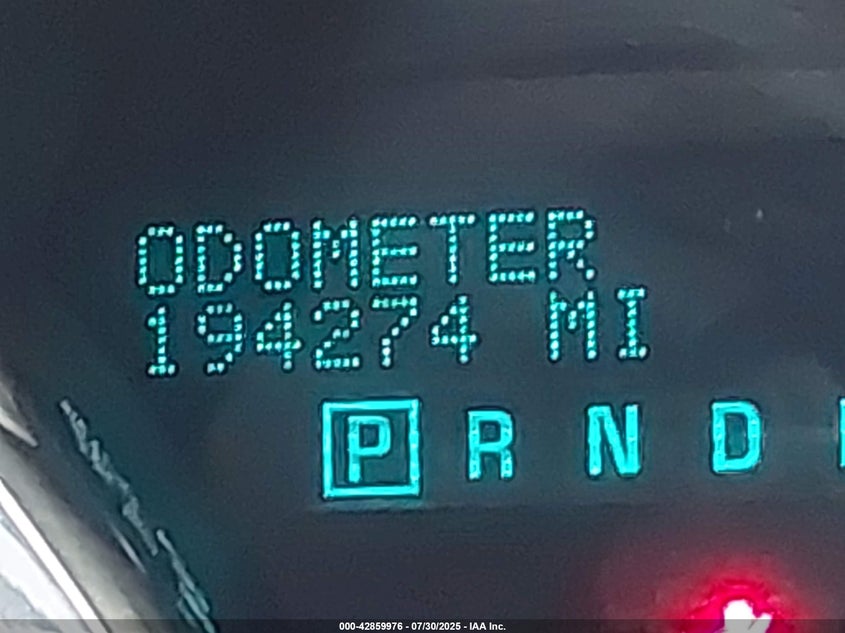 ODOMETER
194274 MI
P R N D
000-42859976 - 07/30/2025 - IAA Inc.